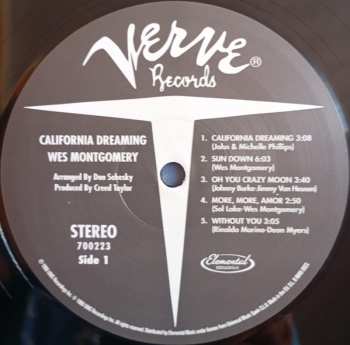 Verve®
Records
CALIFORNIA DREAMING
WES MONTGOMERY
Arranged By Don Sebesky
Produced By Creed Taylor
STEREO
700223
Side 1
1. CALIFORNIA DREAMING 3:08
(John & Michelle Phillips)
2. SUN DOWN 6:03
(Wes Montgomery)
3. OH YOU CRAZY MOON 3:40
(Johnny Burke-Jimmy Van Heusen)
4. MORE, MORE, AMOR 2:50
(Sol Lake-Wes Montgomery)
5. WITHOUT YOU 3:05
(Rinaldo Marino-Dean Myers)
Elemental